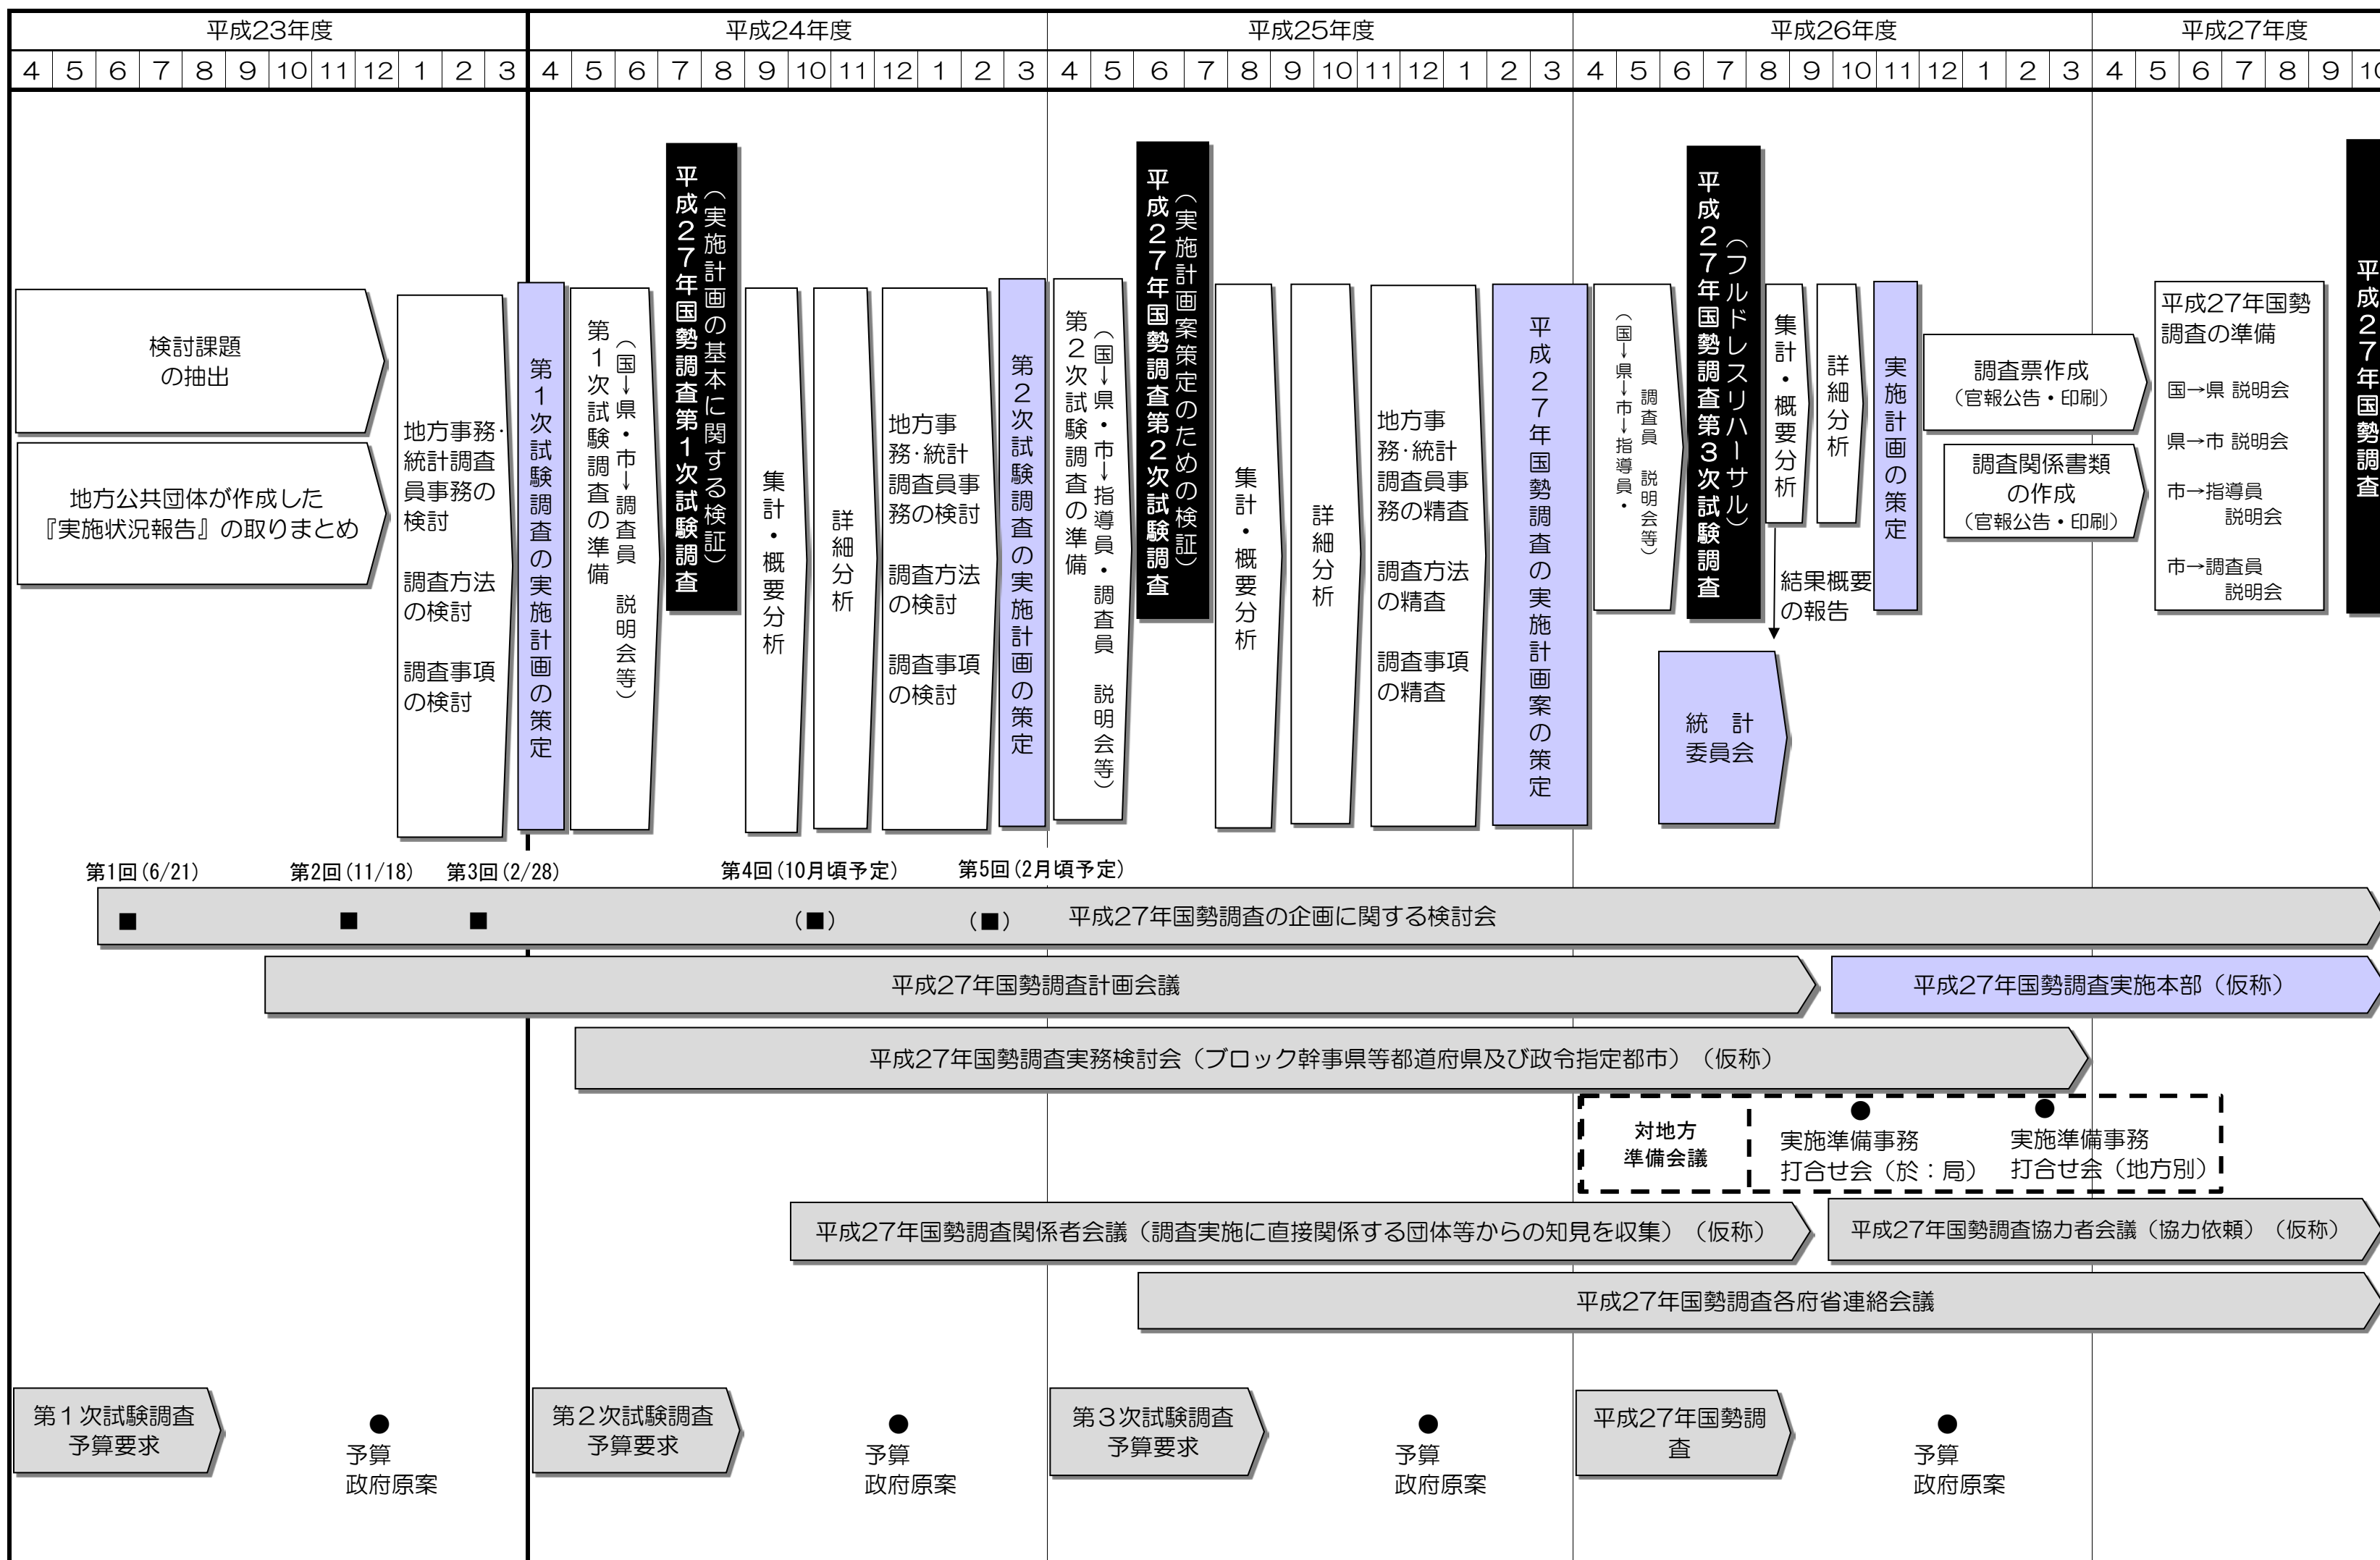 平成23年度
平成24年度
平成25年度
平成26年度
平成27年度
4 5 6 7 8 9 10 11 12 1 2 3 4 5 6 7 8 9 10 11 12 1 2 3 4 5 6 7 8 9 10 11 12 1 2 3 4 5 6 7 8 9 10 11 12 1 2 3 4 5 6 7 8 9
検討課題
の抽出
地方公共団体が作成した
『実施状況報告』の取りまとめ
地方事務・
統計調査
員事務の
検討
調査方法
の検討
調査事項
の検討
第1次試験調査の実施計画の策定
第1次試験調査の準備
(国→県・市→調査員 説明会等)
平成27年国勢調査第1次試験調査
(実施計画の基本に関する検証)
集計・概要分析
詳細分析
地方事
務・統計
調査員事
務の検討
調査方法
の検討
調査事項
の検討
第2次試験調査の実施計画の策定
第2次試験調査の準備
(国→県・市→指導員・調査員 説明会等)
平成27年国勢調査第2次試験調査
(実施計画案策定のための検証)
集計・概要分析
詳細分析
地方事
務・統計
調査員事
務の精査
調査方法
の精査
調査事項
の精査
平成27年国勢調査の実施計画案の策定
(国→県→市→指導員・
調査員 説明会等)
平成27年国勢調査第3次試験調査
(フルドレスリハーサル)
集計・概要分析
詳細分析
結果概要
の報告
統 計
委員会
実施計画の策定
調査票作成
(官報公告・印刷)
調査関係書類
の作成
(官報公告・印刷)
平成27年国勢
調査の準備
国→県 説明会
県→市 説明会
市→指導員
説明会
市→調査員
説明会
平成27年国勢調査
第1回(6/21)
第2回(11/18)
第3回(2/28)
第4回(10月頃予定)
第5回(2月頃予定)
■ ■ ■ (■) (■) 平成27年国勢調査の企画に関する検討会
平成27年国勢調査計画会議
平成27年国勢調査実施本部(仮称)
平成27年国勢調査実務検討会(ブロック幹事県等都道府県及び政令指定都市)(仮称)
対地方
準備会議
●
実施準備事務
打合せ会(於:局)
●
実施準備事務
打合せ会(地方別)
平成27年国勢調査関係者会議(調査実施に直接関係する団体等からの知見を収集)(仮称)
平成27年国勢調査協力者会議(協力依頼)(仮称)
平成27年国勢調査各府省連絡会議
第1次試験調査
予算要求
●
予算
政府原案
第2次試験調査
予算要求
●
予算
政府原案
第3次試験調査
予算要求
●
予算
政府原案
平成27年国勢調
査
●
予算
政府原案